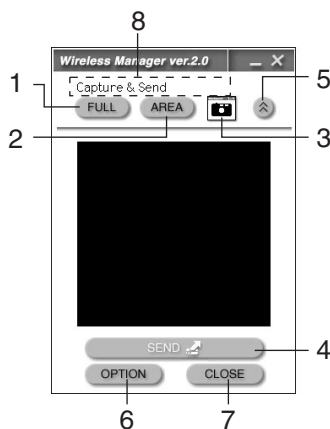 8
Wireless Manager ver.2.0
Capture & Send
1
FULL
AREA
5
2
3
SEND
4
OPTION
CLOSE
6
7